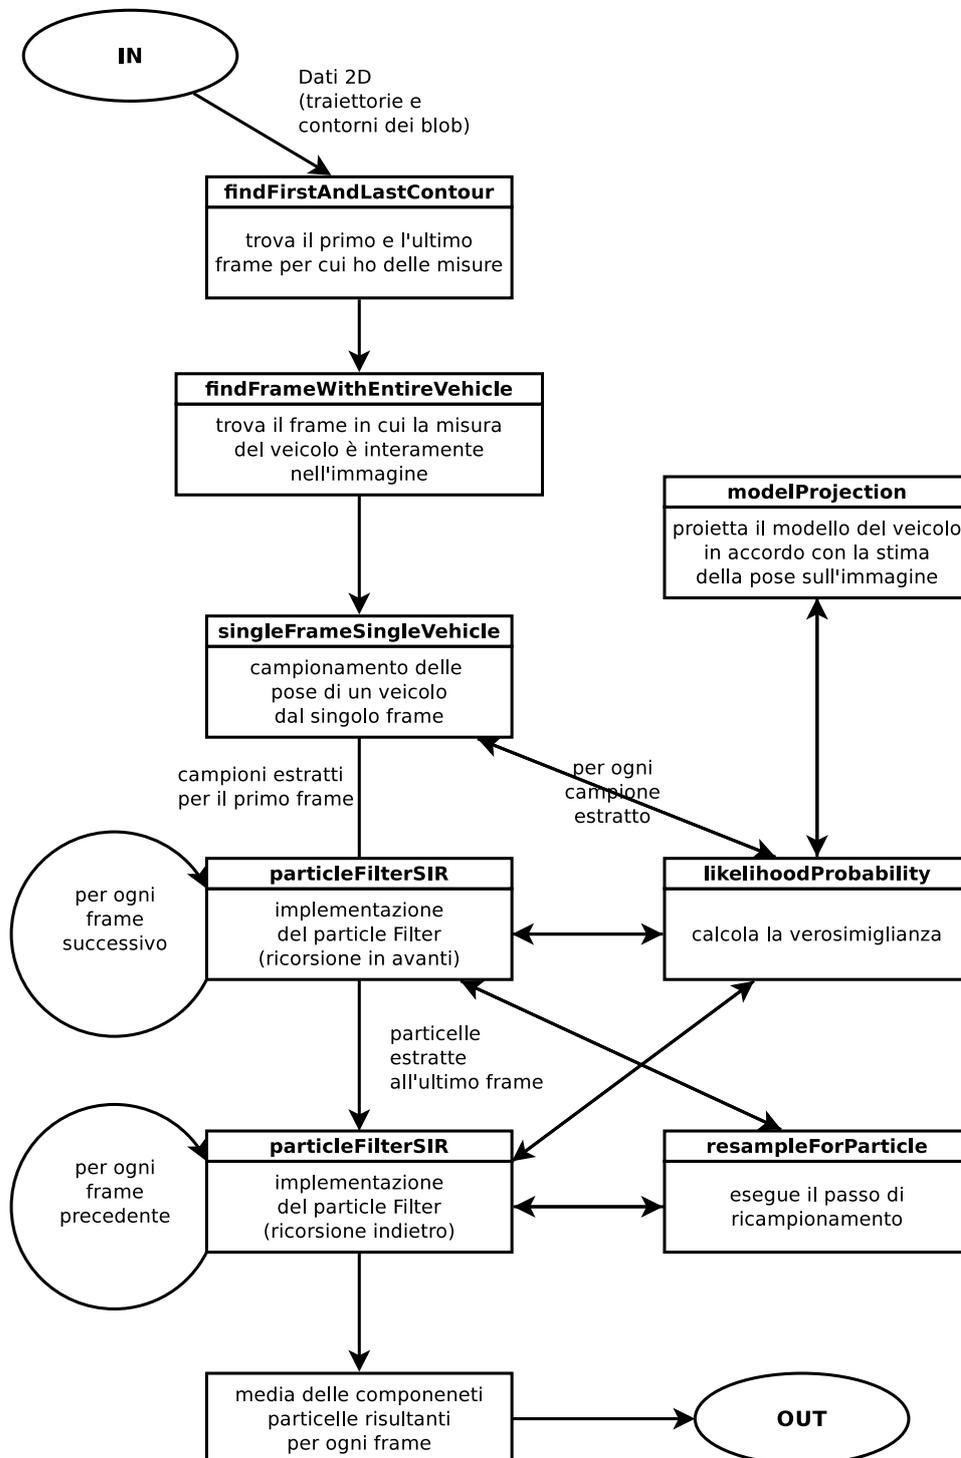 IN
Dati 2D
(traiettorie e
contorni dei blob)
findFirstAndLastContour
trova il primo e l'ultimo
frame per cui ho delle misure
findFrameWithEntireVehicle
trova il frame in cui la misura
del veicolo è interamente
nell'immagine
modelProjection
proietta il modello del veicolo
in accordo con la stima
della pose sull'immagine
singleFrameSingleVehicle
campionamento delle
pose di un veicolo
dal singolo frame
campioni estratti
per il primo frame
per ogni
campione
estratto
per ogni
frame
successivo
particleFilterSIR
implementazione
del particle Filter
(ricorsione in avanti)
likelihoodProbability
calcola la verosimiglianza
particelle
estratte
all'ultimo frame
per ogni
frame
precedente
particleFilterSIR
implementazione
del particle Filter
(ricorsione indietro)
resampleForParticle
esegue il passo di
ricampionamento
media delle componeneti
particelle risultanti
per ogni frame
OUT